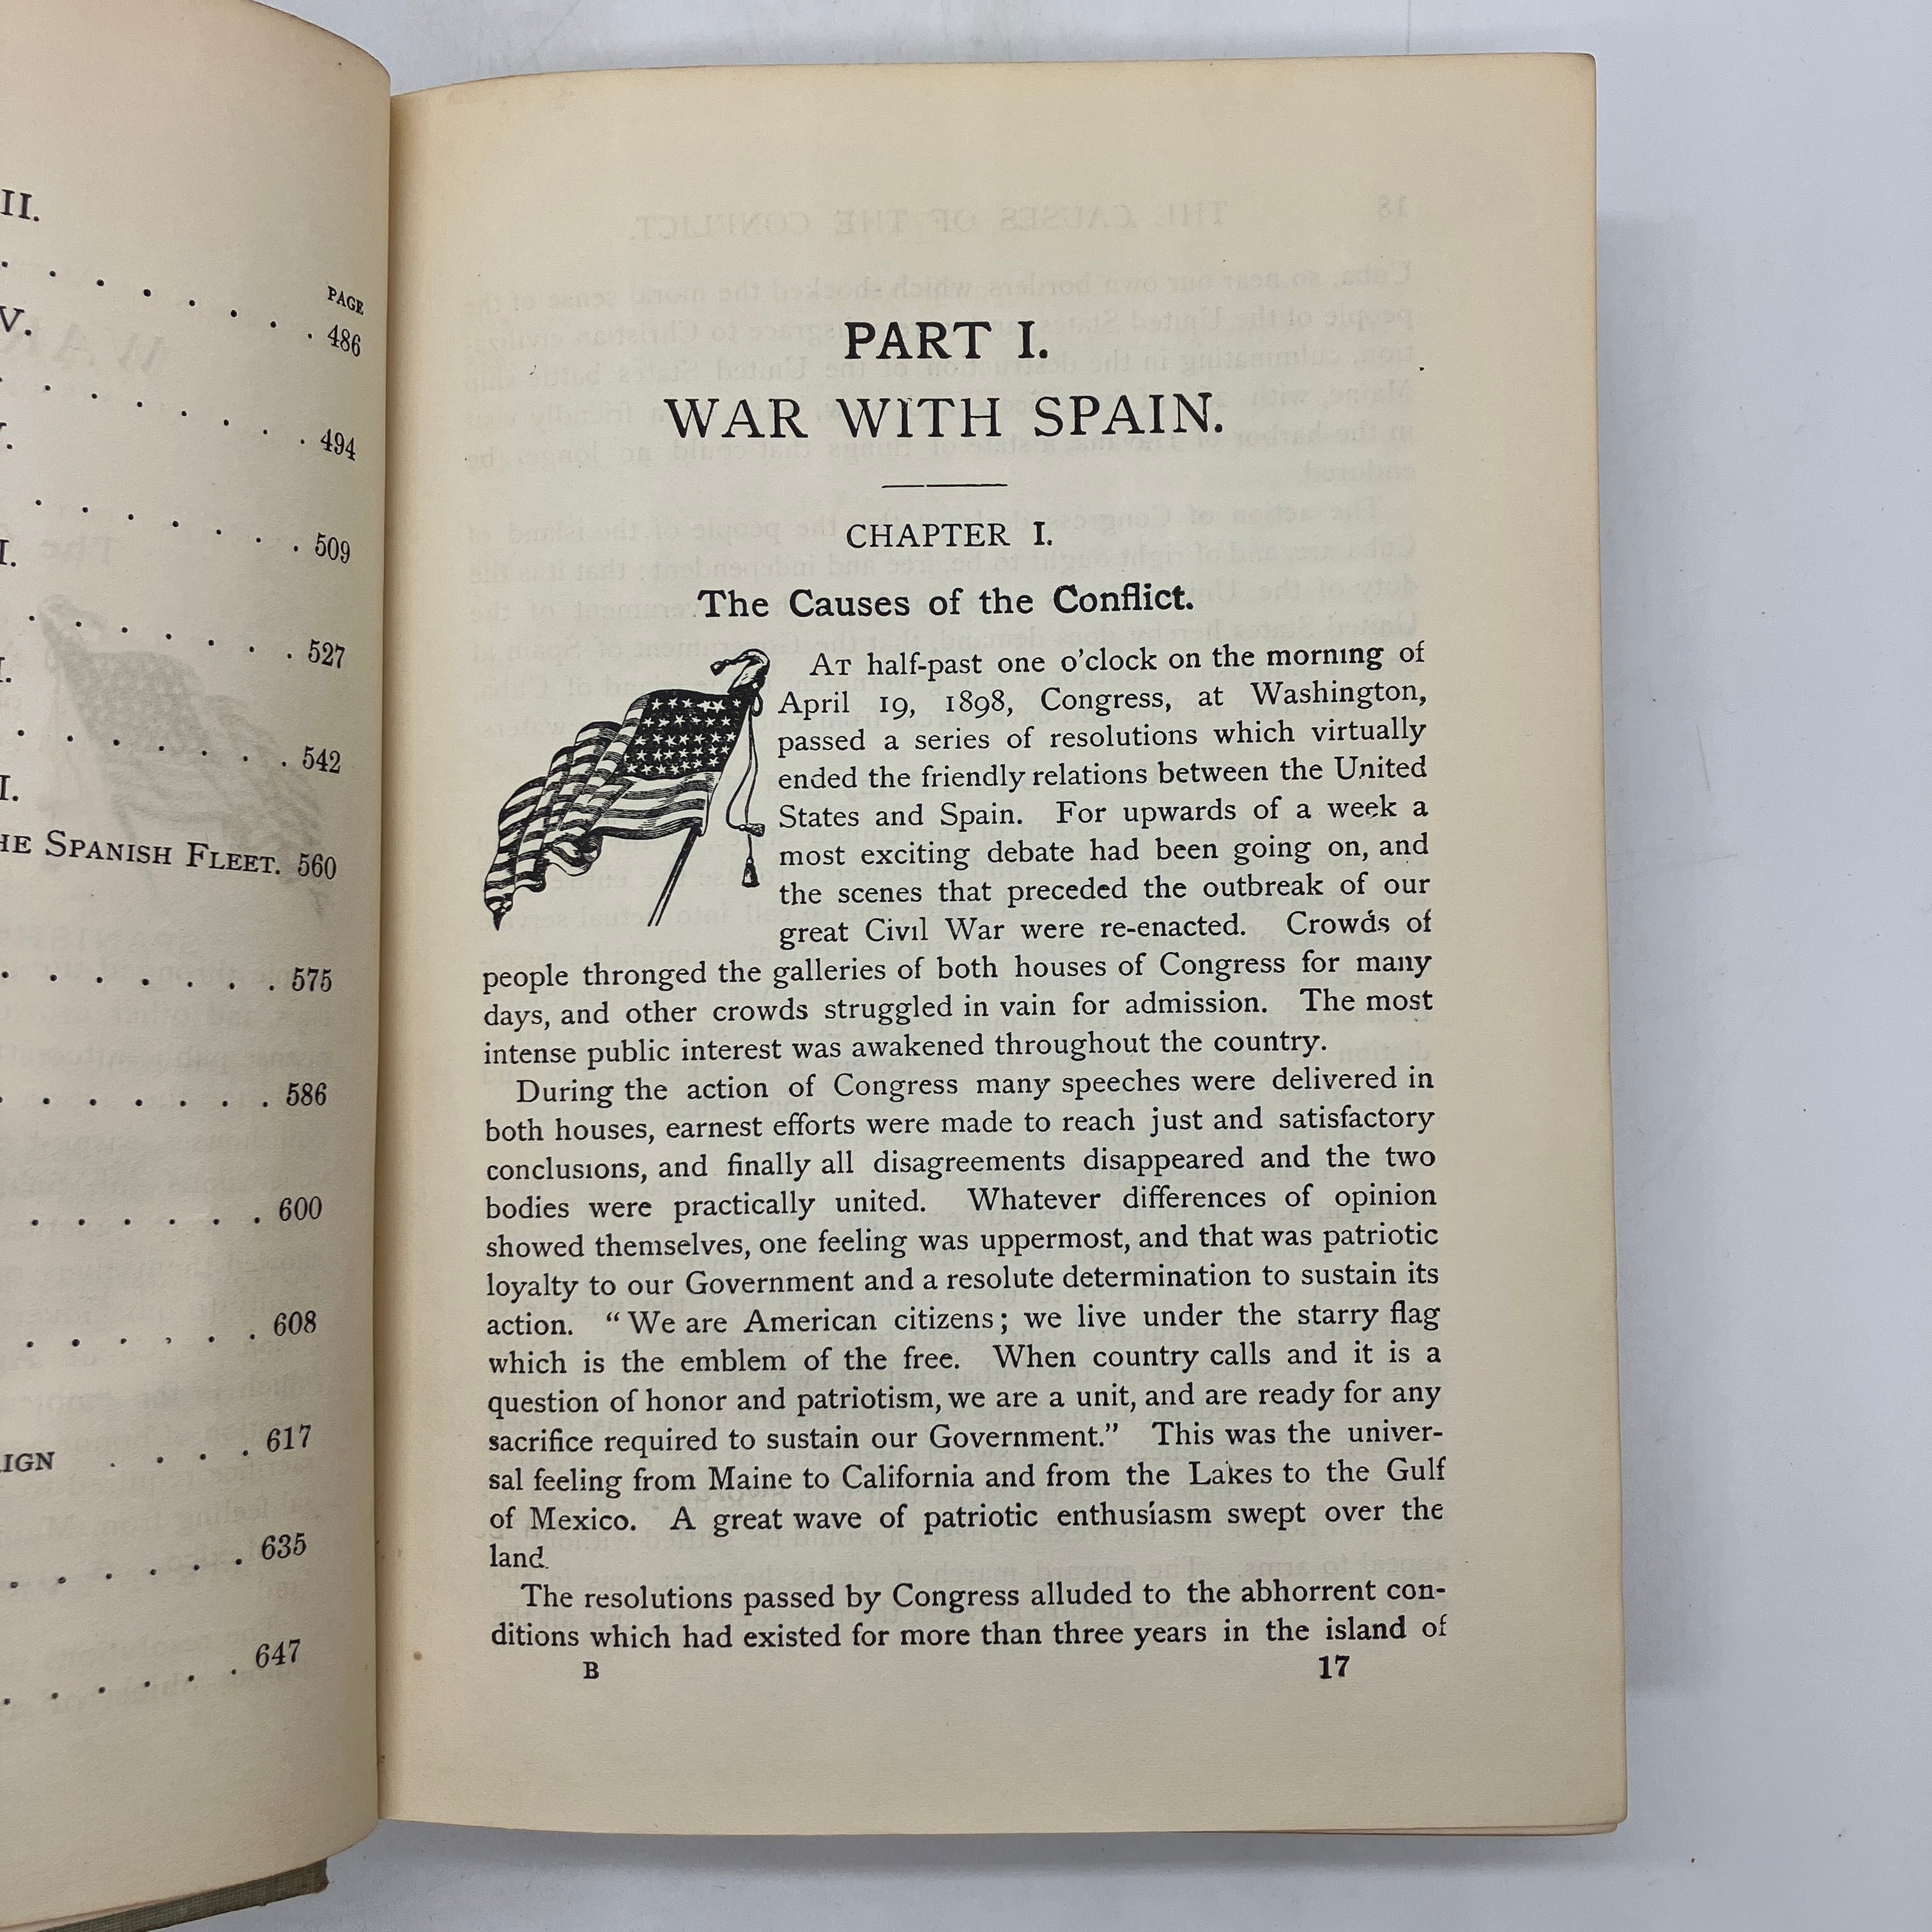 II.
PAGE
486
V.
494
509
I.
527
I.
542
I.
HE SPANISH FLEET. 560
575
586
600
608
617
IGN
635
647
PART I.
WAR WITH SPAIN.
CHAPTER I.
The Causes of the Conflict.
AT half-past one o'clock on the morning of
April 19, 1898, Congress, at Washington,
passed a series of resolutions which virtually
ended the friendly relations between the United
States and Spain. For upwards of a week a
most exciting debate had been going on, and
the scenes that preceded the outbreak of our
great Civil War were re-enacted. Crowds of
people thronged the galleries of both houses of Congress for many
days, and other crowds struggled in vain for admission. The most
intense public interest was awakened throughout the country.
During the action of Congress many speeches were delivered in
both houses, earnest efforts were made to reach just and satisfactory
conclusions, and finally all disagreements disappeared and the two
bodies were practically united. Whatever differences of opinion
showed themselves, one feeling was uppermost, and that was patriotic
loyalty to our Government and a resolute determination to sustain its
action. “We are American citizens; we live under the starry flag
which is the emblem of the free. When country calls and it is a
question of honor and patriotism, we are a unit, and are ready for any
sacrifice required to sustain our Government.” This was the univer-
sal feeling from Maine to California and from the Lakes to the Gulf
of Mexico. A great wave of patriotic enthusiasm swept over the
land.
The resolutions passed by Congress alluded to the abhorrent con-
ditions which had existed for more than three years in the island of
B 17